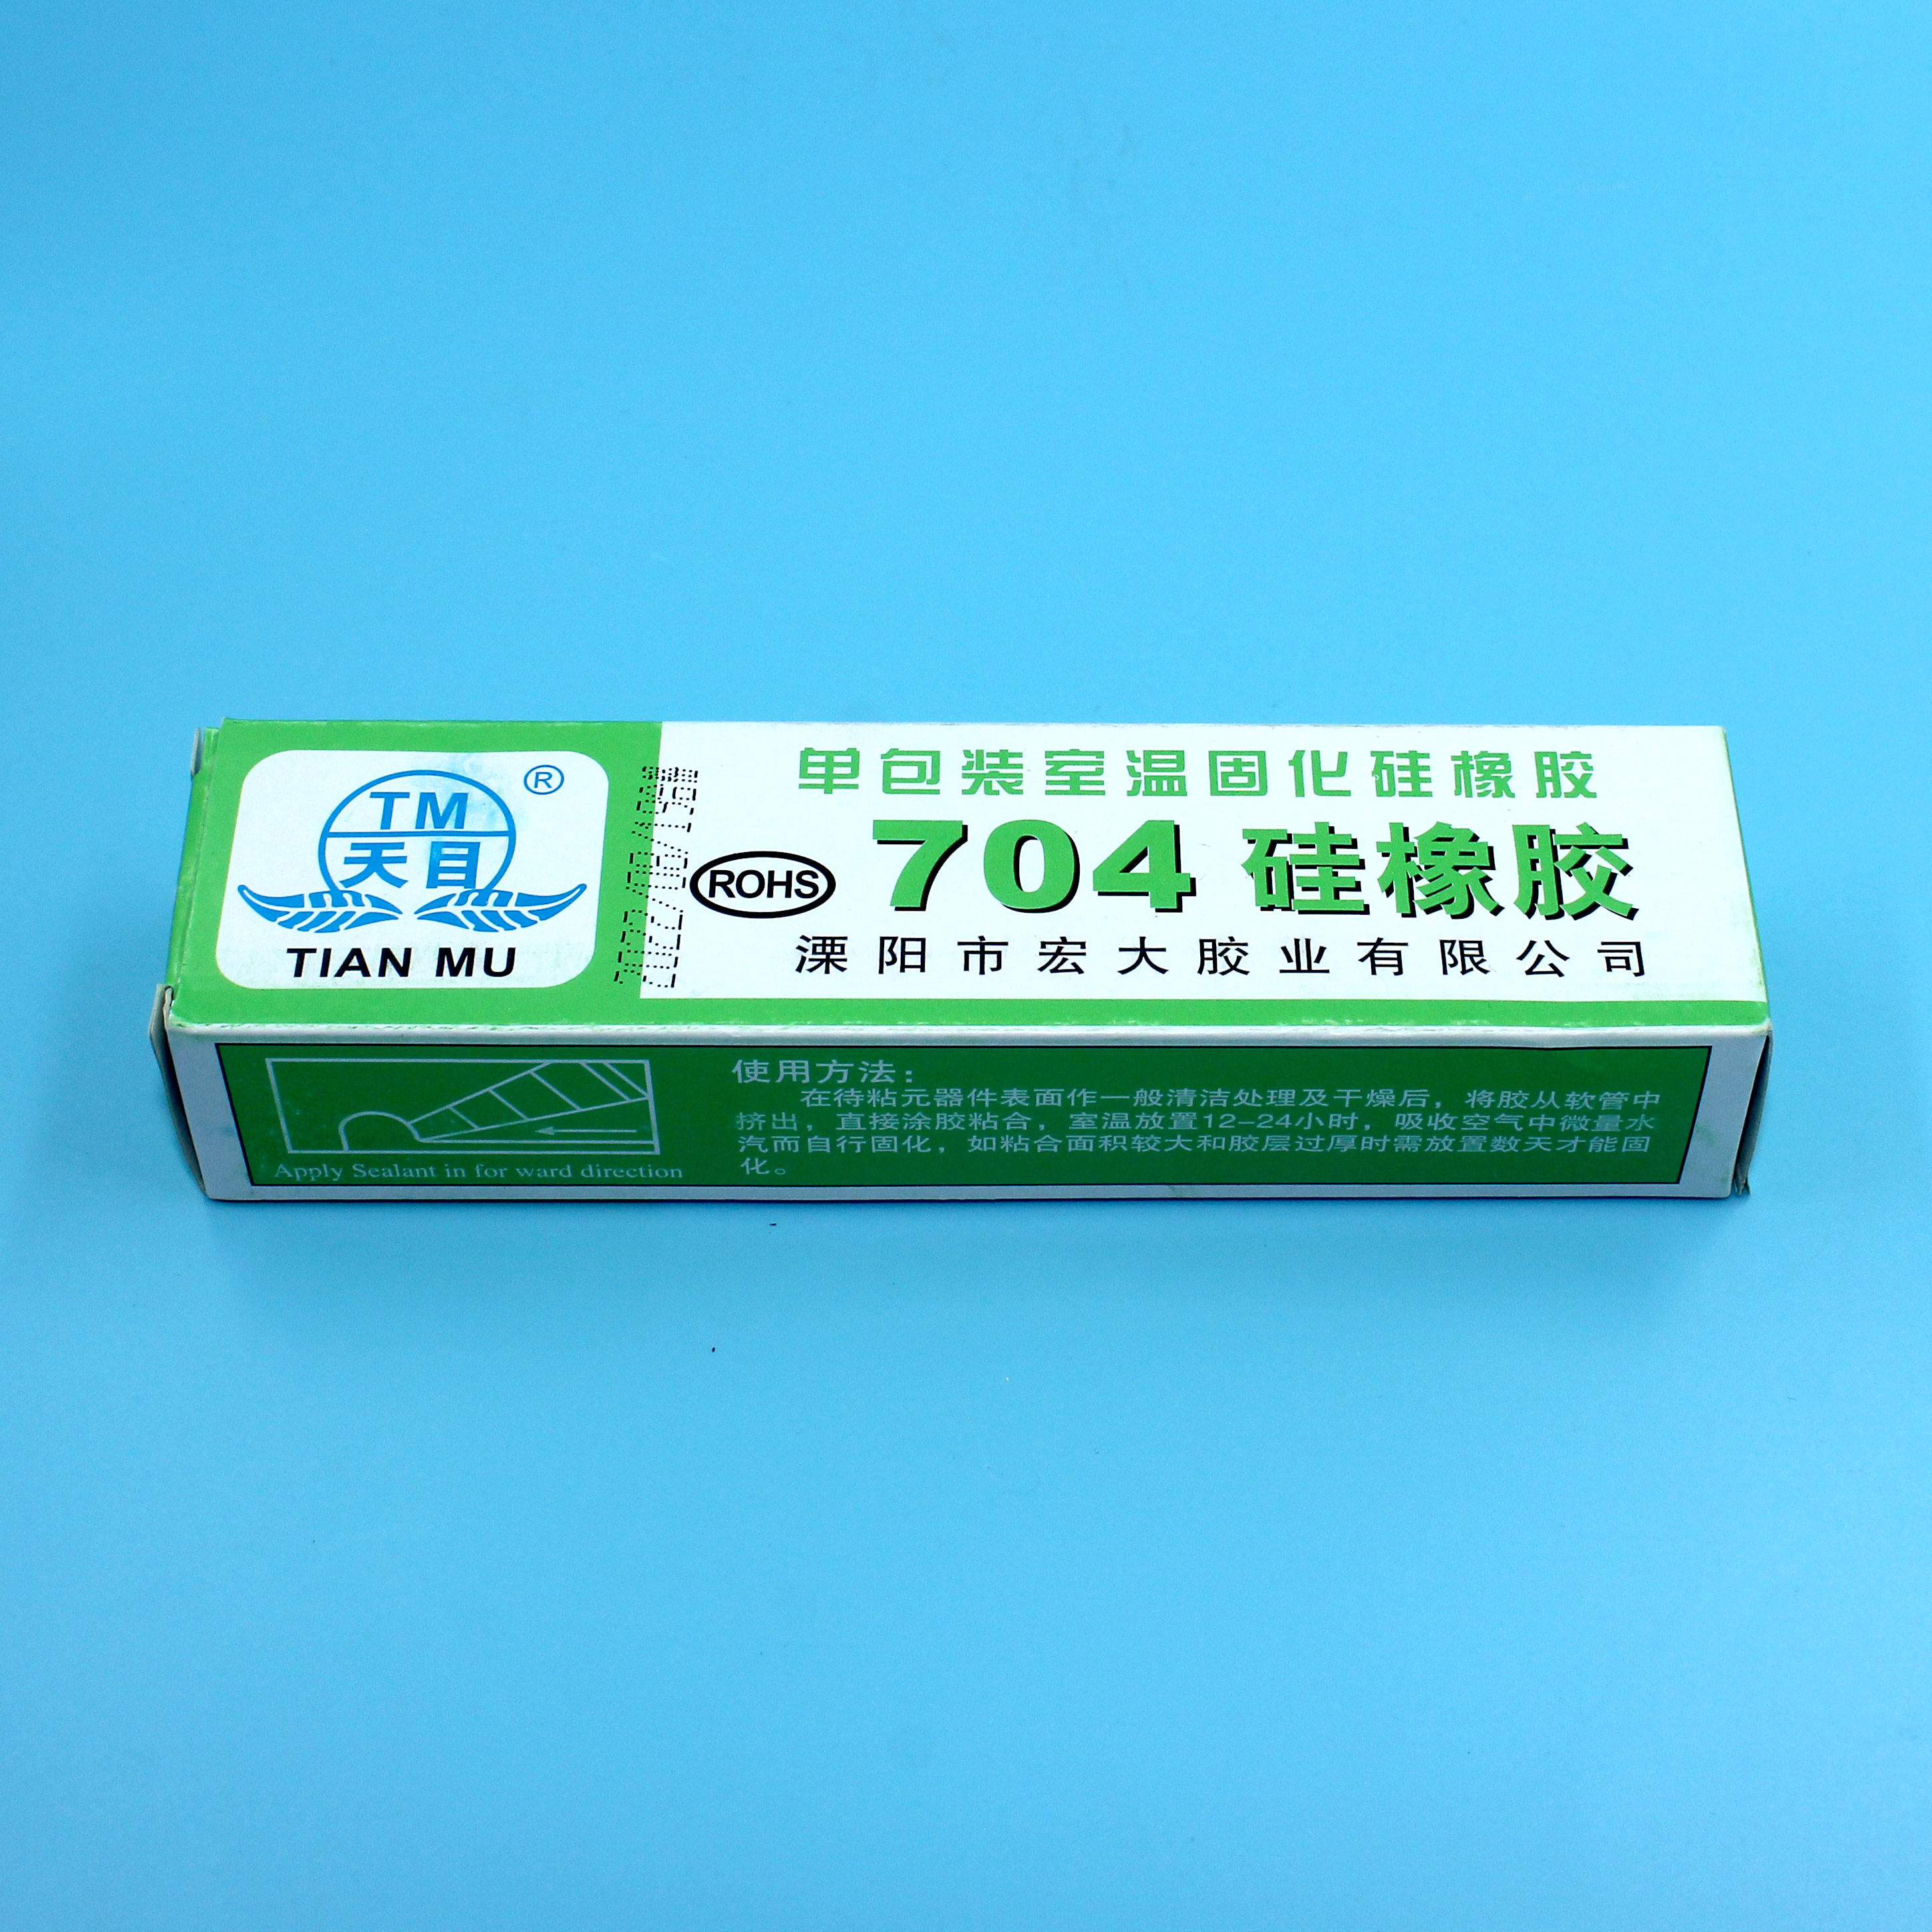 TM
®
天目
TIAN MU
单包装室温固化硅橡胶
ROHS
704 硅橡胶
溧阳市宏大胶业有限公司
Apply Sealant in for ward direction
使用方法：
在待粘元器件表面作一般清洁处理及干燥后，将胶从软管中
挤出，直接涂胶粘合，室温放置12-24小时，吸收空气中微量水
汽而自行固化，如粘合面积较大和胶层过厚时需放置数天才能固
化。